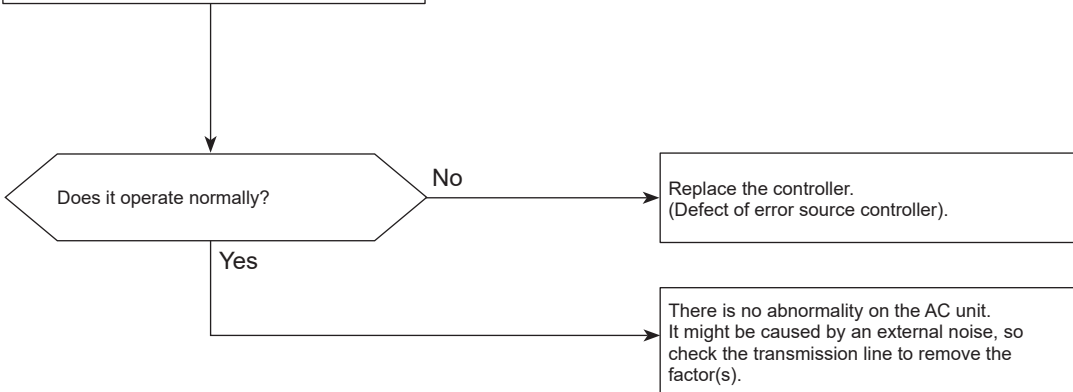 Does it operate normally?
No
Replace the controller.
(Defect of error source controller).
Yes
There is no abnormality on the AC unit.
It might be caused by an external noise, so
check the transmission line to remove the
factor(s).